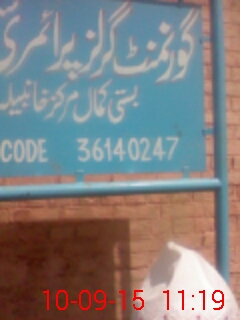 گورنمنٹ گرلز پرائمری
بستی کمال مرکز خانبیلہ
CODE 36140247
10-09-15 11:19